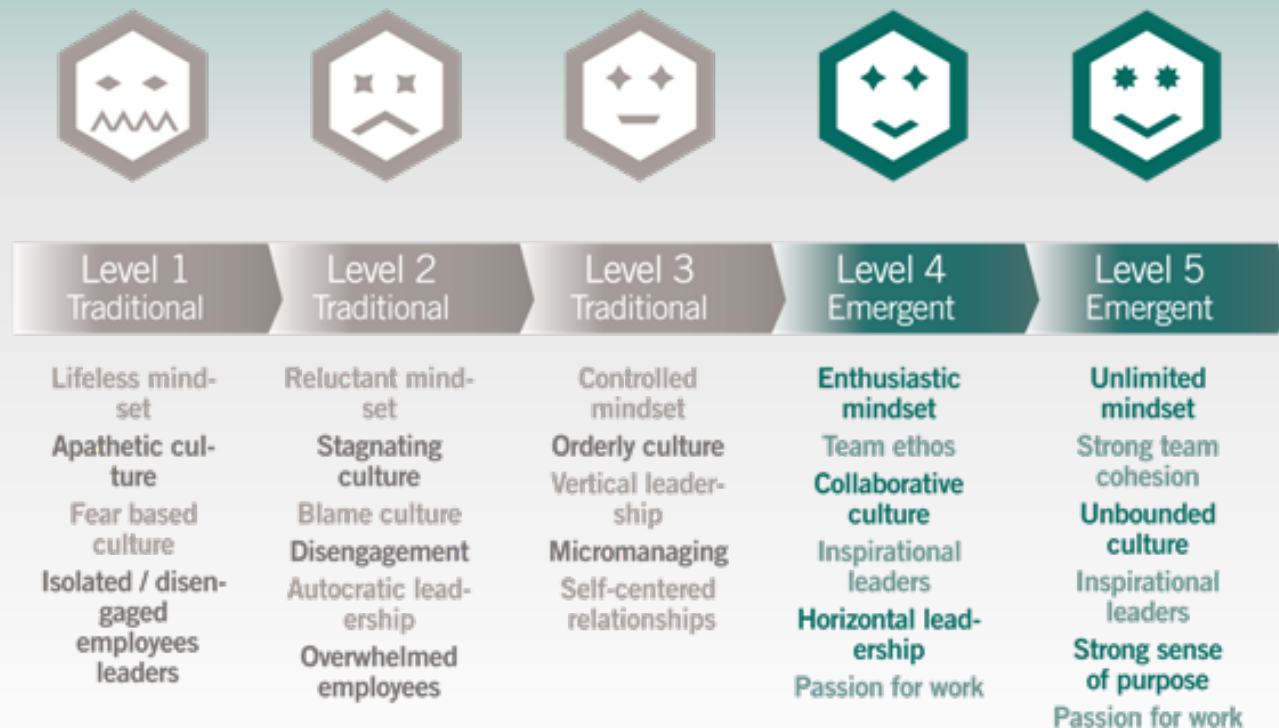 Level 1
Traditional
Level 2
Traditional
Level 3
Traditional
Level 4
Emergent
Level 5
Emergent
Lifeless mind-
set
Apathetic cul-
ture
Fear based
culture
Isolated / disen-
gaged
employees
leaders
Reluctant mind-
set
Stagnating
culture
Blame culture
Disengagement
Autocratic lead-
ership
Overwhelmed
employees
Controlled
mindset
Orderly culture
Vertical leader-
ship
Micromanaging
Self-centered
relationships
Enthusiastic
mindset
Team ethos
Collaborative
culture
Inspirational
leaders
Horizontal lead-
ership
Passion for work
Unlimited
mindset
Strong team
cohesion
Unbounded
culture
Inspirational
leaders
Strong sense
of purpose
Passion for work